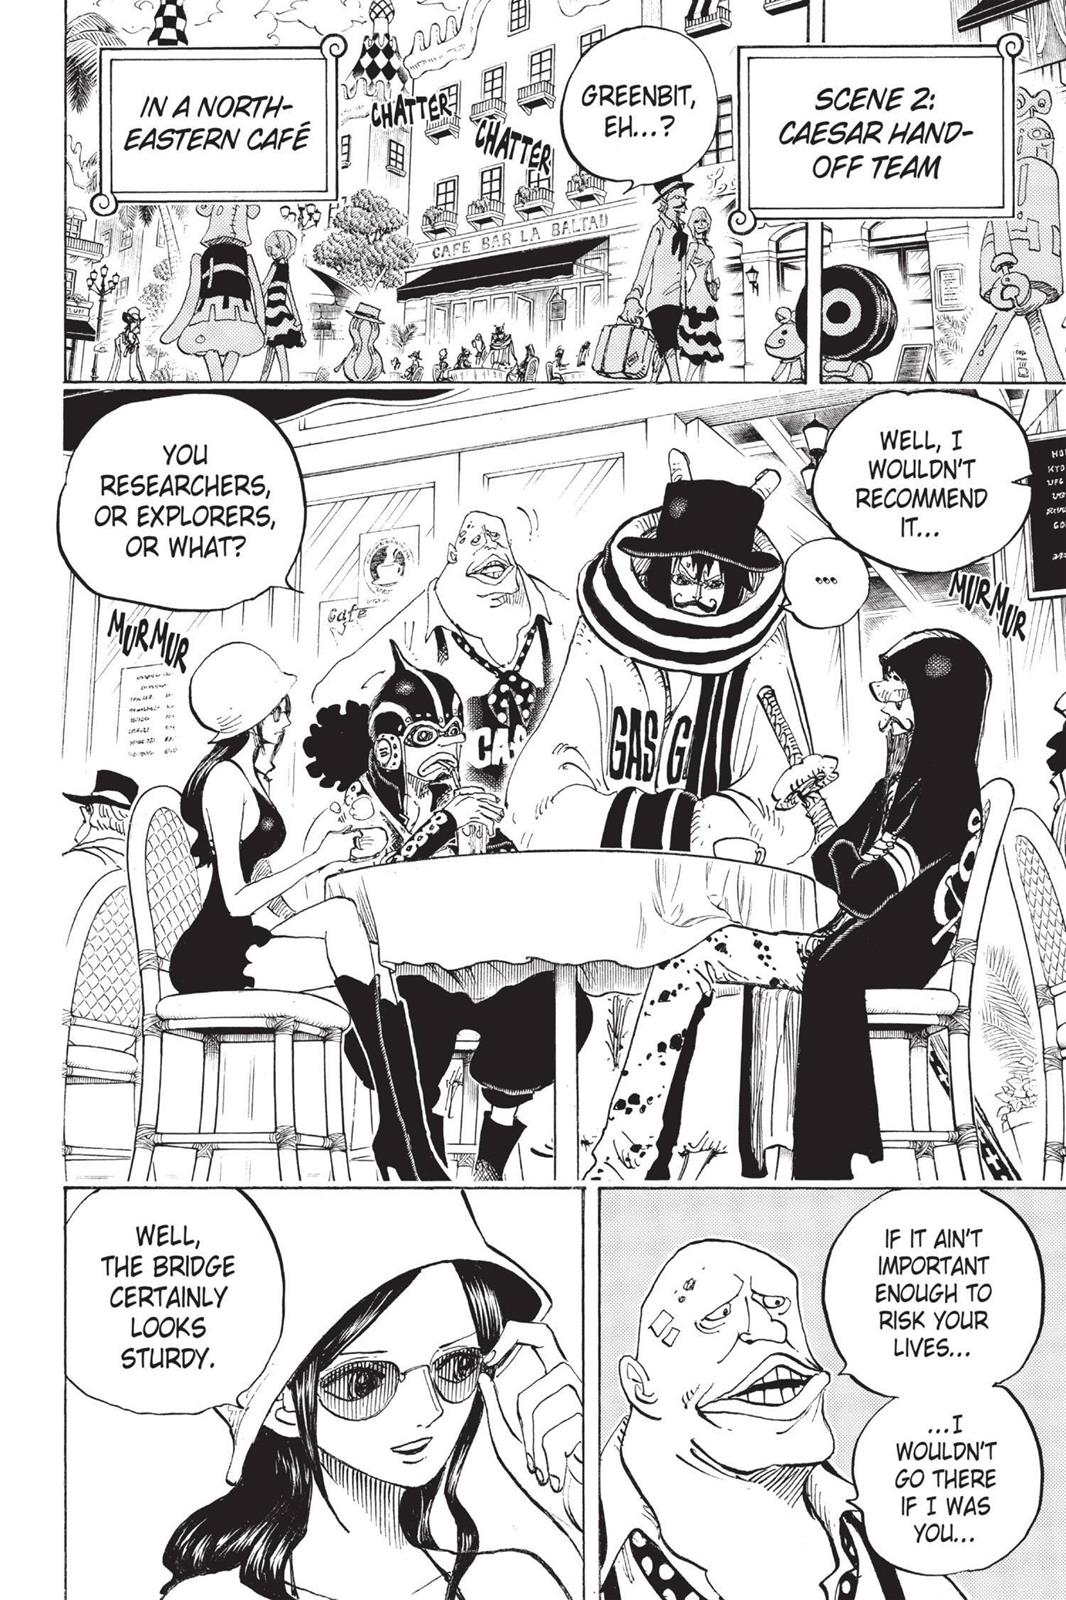 SCENE 2:
CAESAR HAND-
OFF TEAM
GREENBIT,
EH...?
CHATTER
CHATTER
IN A NORTH-
EASTERN CAFÉ
CAFE BAR LA BALTAD
WELL, I
WOULDN'T
RECOMMEND
IT...
...
MURMUR
YOU
RESEARCHERS,
OR EXPLORERS,
OR WHAT?
MURMUR
Cafe
CAS
GAS G
IF IT AIN'T
IMPORTANT
ENOUGH TO
RISK YOUR
LIVES...
...I
WOULDN'T
GO THERE
IF I WAS
YOU...
WELL,
THE BRIDGE
CERTAINLY
LOOKS
STURDY.